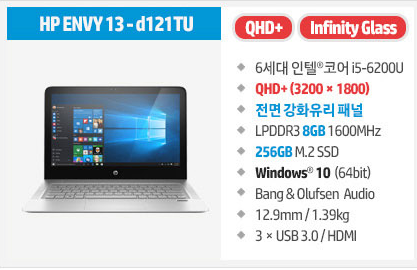 HP ENVY 13 - d121TU
QHD+
Infinity Glass
6세대 인텔®코어 i5-6200U
QHD+ (3200 × 1800)
전면 강화유리 패널
LPDDR3 8GB 1600MHz
256GB M.2 SSD
Windows® 10 (64bit)
Bang & Olufsen Audio
12.9mm / 1.39kg
3 × USB 3.0 / HDMI